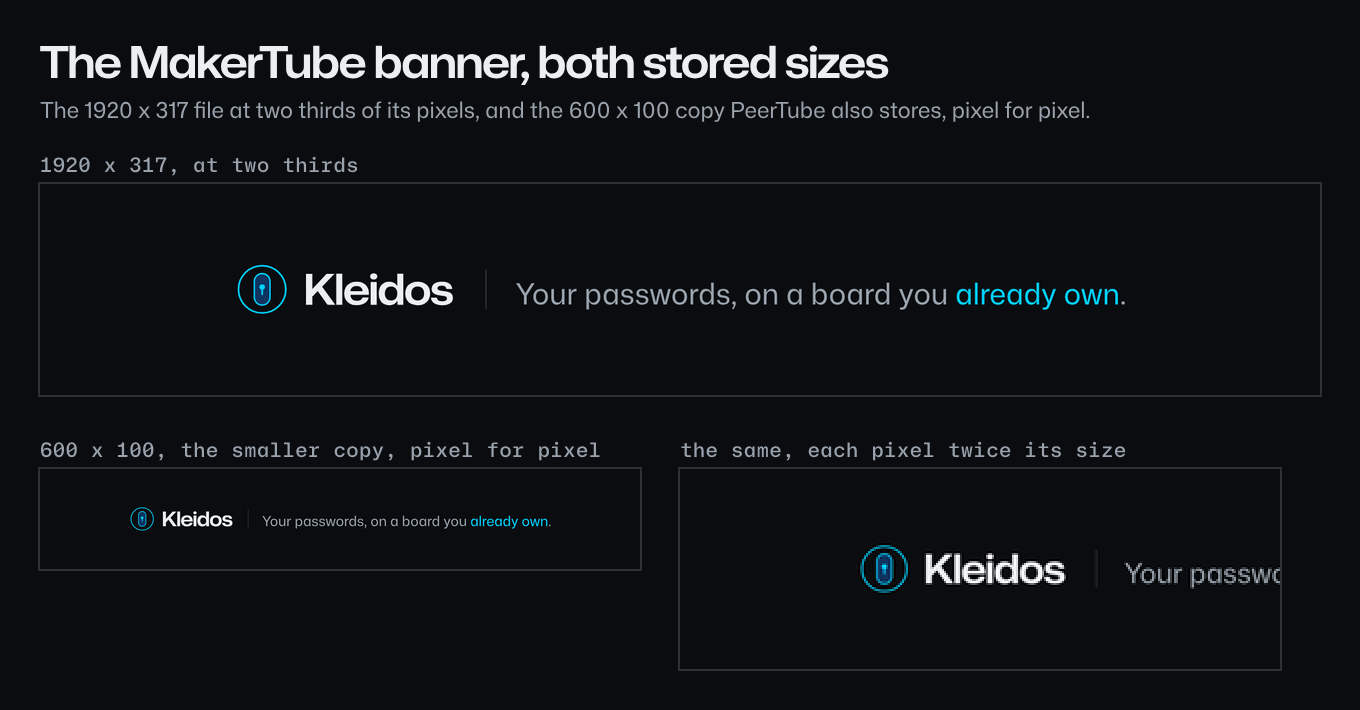 The MakerTube banner, both stored sizes
The 1920 x 317 file at two thirds of its pixels, and the 600 x 100 copy PeerTube also stores, pixel for pixel.
1920 x 317, at two thirds
Kleidos
Your passwords, on a board you already own.
600 x 100, the smaller copy, pixel for pixel
Kleidos
Your passwords, on a board you already own.
the same, each pixel twice its size
Kleidos
Your